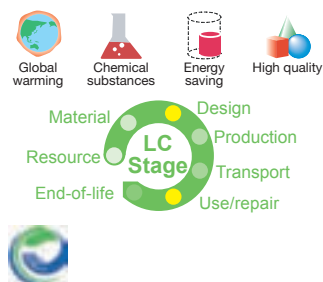 Global
warming
Chemical
substances
Energy
saving
High quality
Material
Design
Production
Resource
LC
Stage
Transport
End-of-life
Use/repair